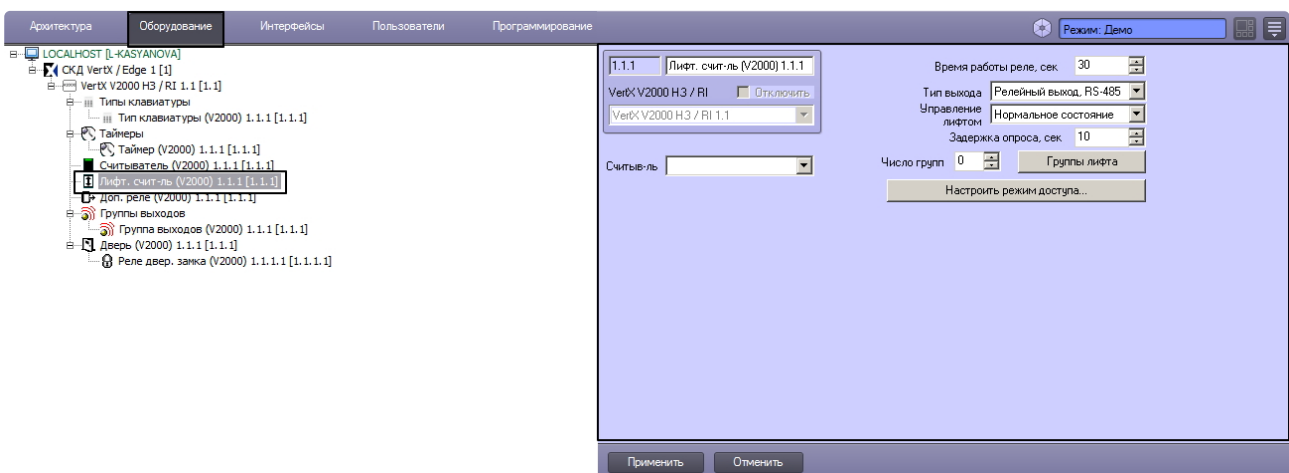 Архитектура Оборудование Интерфейсы Пользователи Программирование Режим: Демо
LOCALHOST [L-KASYANOVA]
СКД VertX / Edge 1 [1]
VertX V2000 H3 / RI 1.1 [1.1]
Типы клавиатуры
Тип клавиатуры (V2000) 1.1.1 [1.1.1]
Таймеры
Таймер (V2000) 1.1.1 [1.1.1]
Считыватель (V2000) 1.1.1 [1.1.1]
Лифт. счит-ль (V2000) 1.1.1 [1.1.1]
Доп. реле (V2000) 1.1.1 [1.1.1]
Группы выходов
Группа выходов (V2000) 1.1.1 [1.1.1]
Дверь (V2000) 1.1.1 [1.1.1]
Реле двер. замка (V2000) 1.1.1.1 [1.1.1.1]
1.1.1 Лифт. счит-ль (V2000) 1.1.1
VertX V2000 H3 / RI Отключить
VertX V2000 H3 / RI 1.1
Считыв-ль
Время работы реле, сек 30
Тип выхода Релейный выход, RS-485
Управление
лифтом Нормальное состояние
Задержка опроса, сек 10
Число групп 0 Группы лифта
Настроить режим доступа...
Применить Отменить